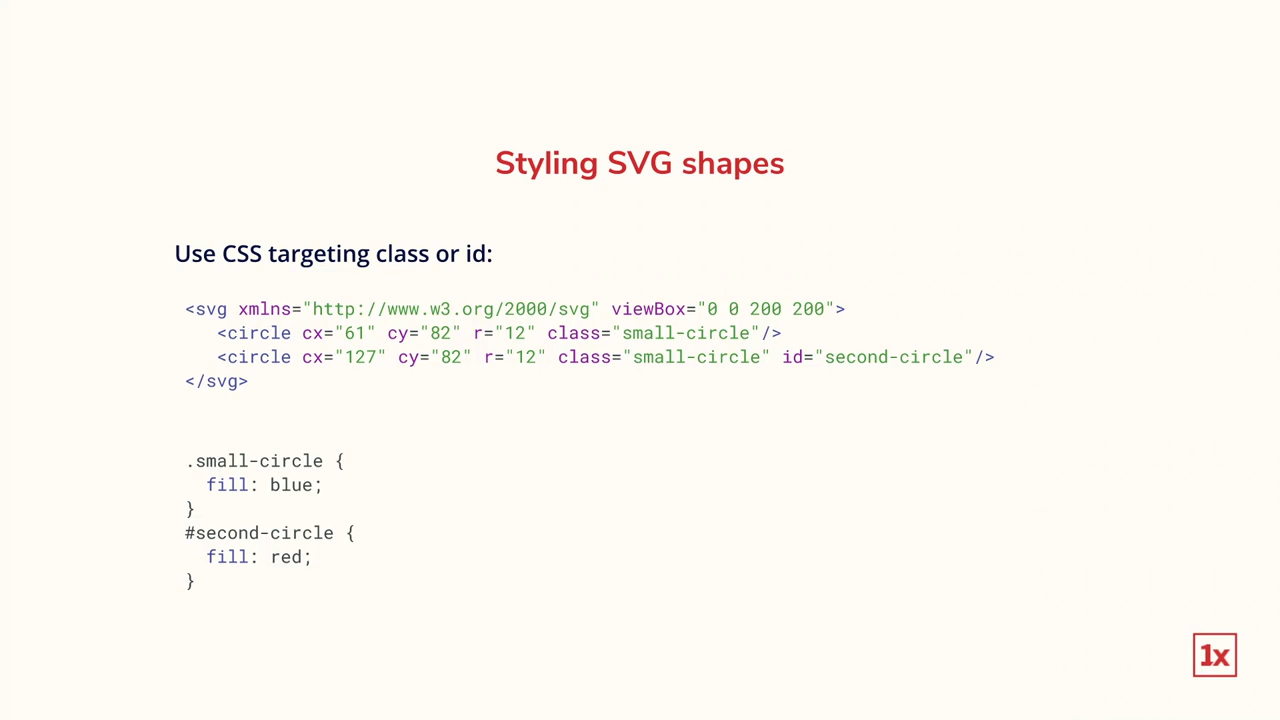 Styling SVG shapes
Use CSS targeting class or id:
<svg xmlns="http://www.w3.org/2000/svg" viewBox="0 0 200 200">
   <circle cx="61" cy="82" r="12" class="small-circle"/>
   <circle cx="127" cy="82" r="12" class="small-circle" id="second-circle"/>
</svg>
.small-circle {
  fill: blue;
}
#second-circle {
  fill: red;
}
1x